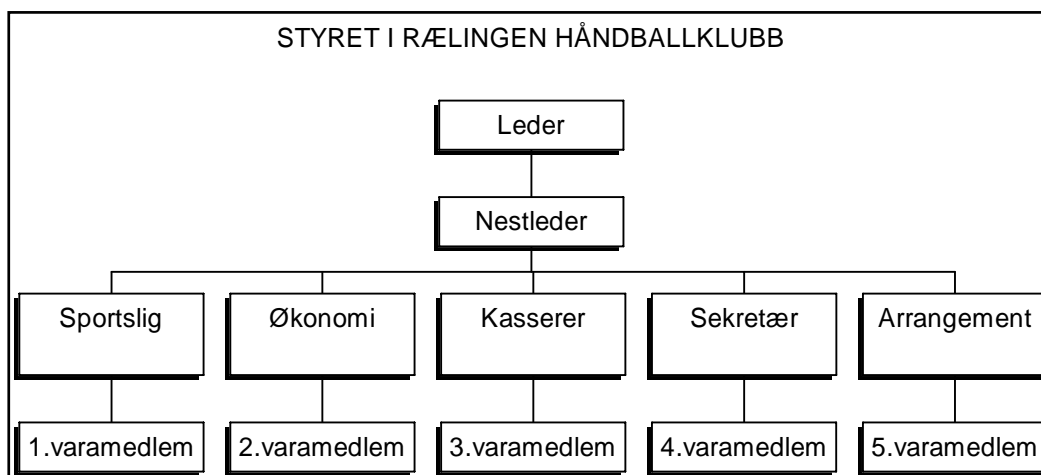 STYRET I RÆLINGEN HÅNDBALLKLUBB
Leder
Nestleder
Sportslig
Økonomi
Kasserer
Sekretær
Arrangement
1.varamedlem
2.varamedlem
3.varamedlem
4.varamedlem
5.varamedlem